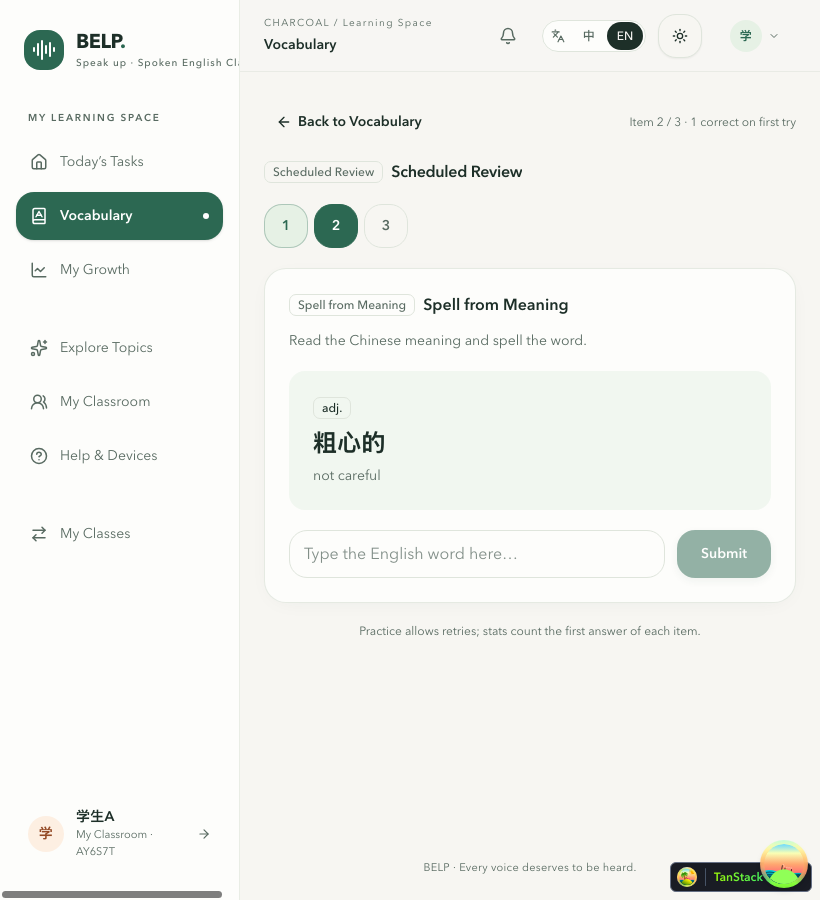 BELP.
Speak up · Spoken English Cl
MY LEARNING SPACE
Today's Tasks
Vocabulary
My Growth
Explore Topics
My Classroom
Help & Devices
My Classes
学
学生A
My Classroom ·
AY6S7T
CHARCOAL / Learning Space
Vocabulary
中
EN
学
Back to Vocabulary
Item 2 / 3 · 1 correct on first try
Scheduled Review
Scheduled Review
1
2
3
Spell from Meaning
Spell from Meaning
Read the Chinese meaning and spell the word.
adj.
粗心的
not careful
Type the English word here…
Submit
Practice allows retries; stats count the first answer of each item.
BELP · Every voice deserves to be heard.
TanStack